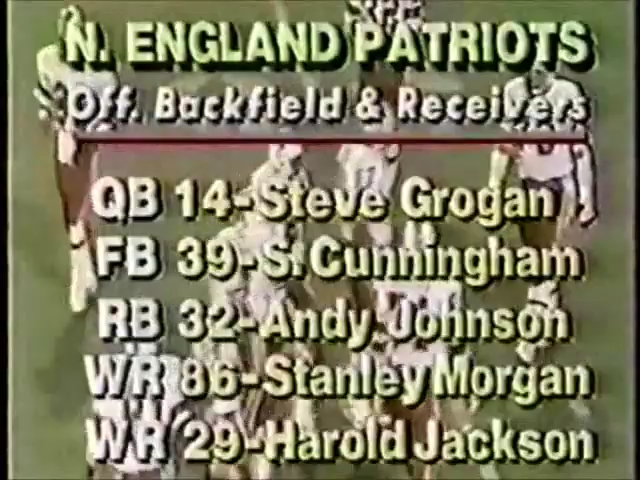 N. ENGLAND PATRIOTS
Off. Backfield & Receivers
QB 14-Steve Grogan
FB 39-S. Cunningham
RB 32-Andy Johnson
WR 86-Stanley Morgan
WR 29-Harold Jackson